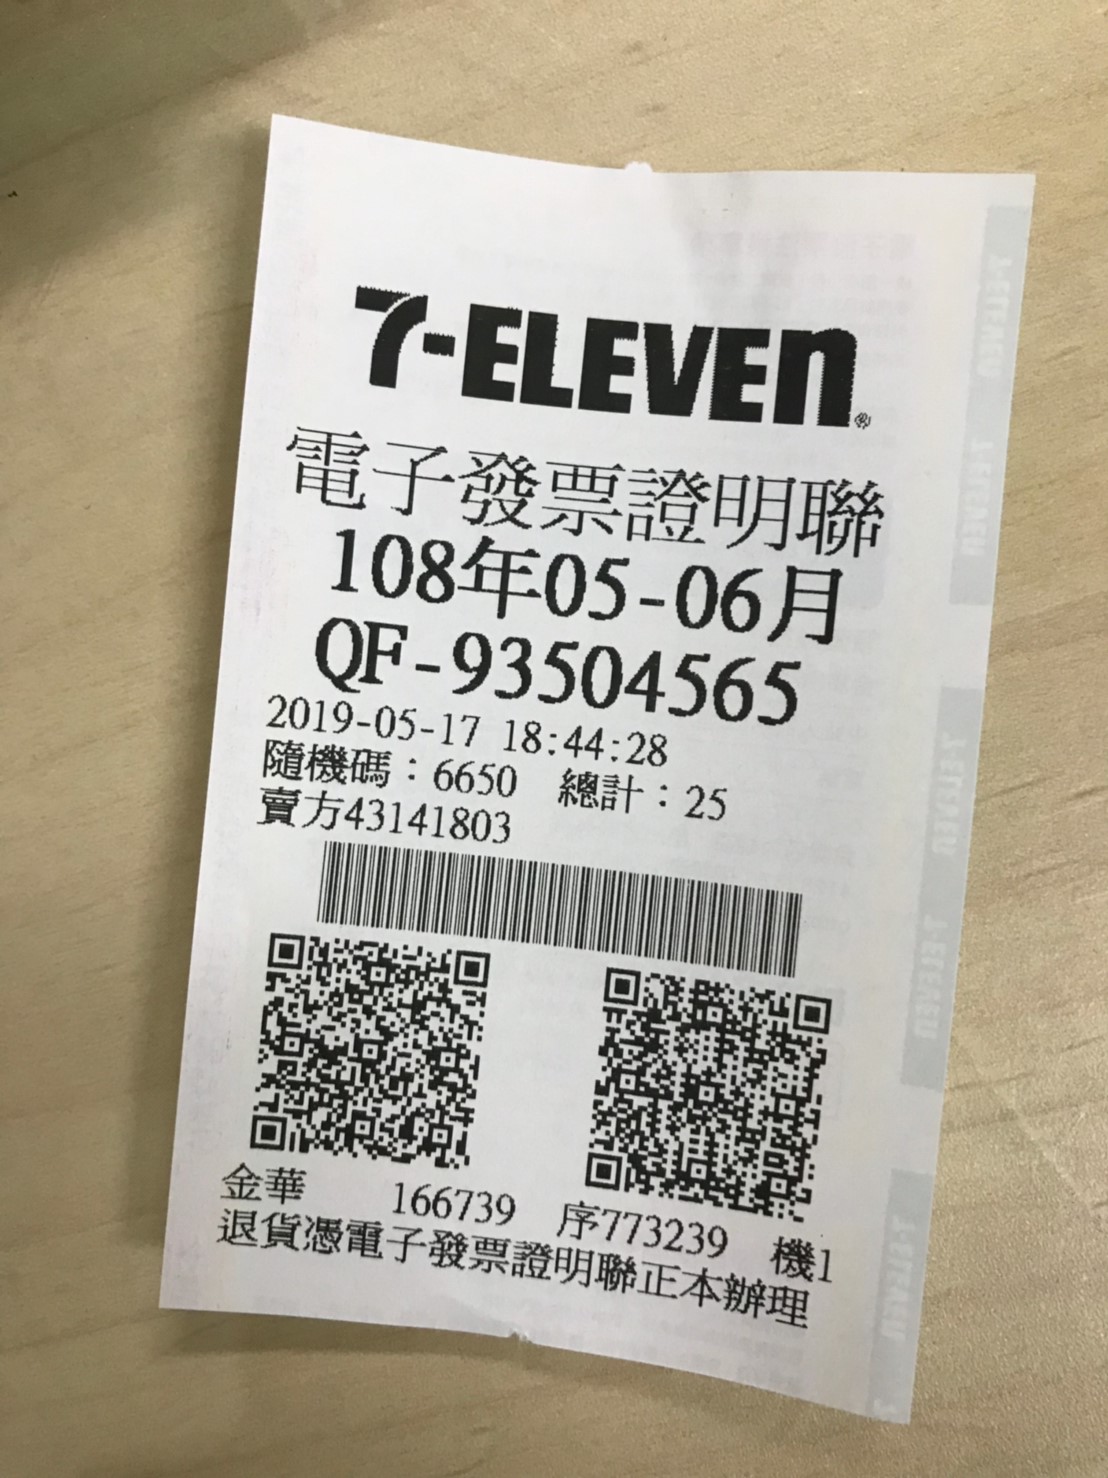 7-ELEVEn®
電子發票證明聯
108年05-06月
QF-93504565
2019-05-17 18:44:28
隨機碼:6650 總計:25
賣方43141803
金華 166739 序773239 機1
退貨憑電子發票證明聯正本辦理